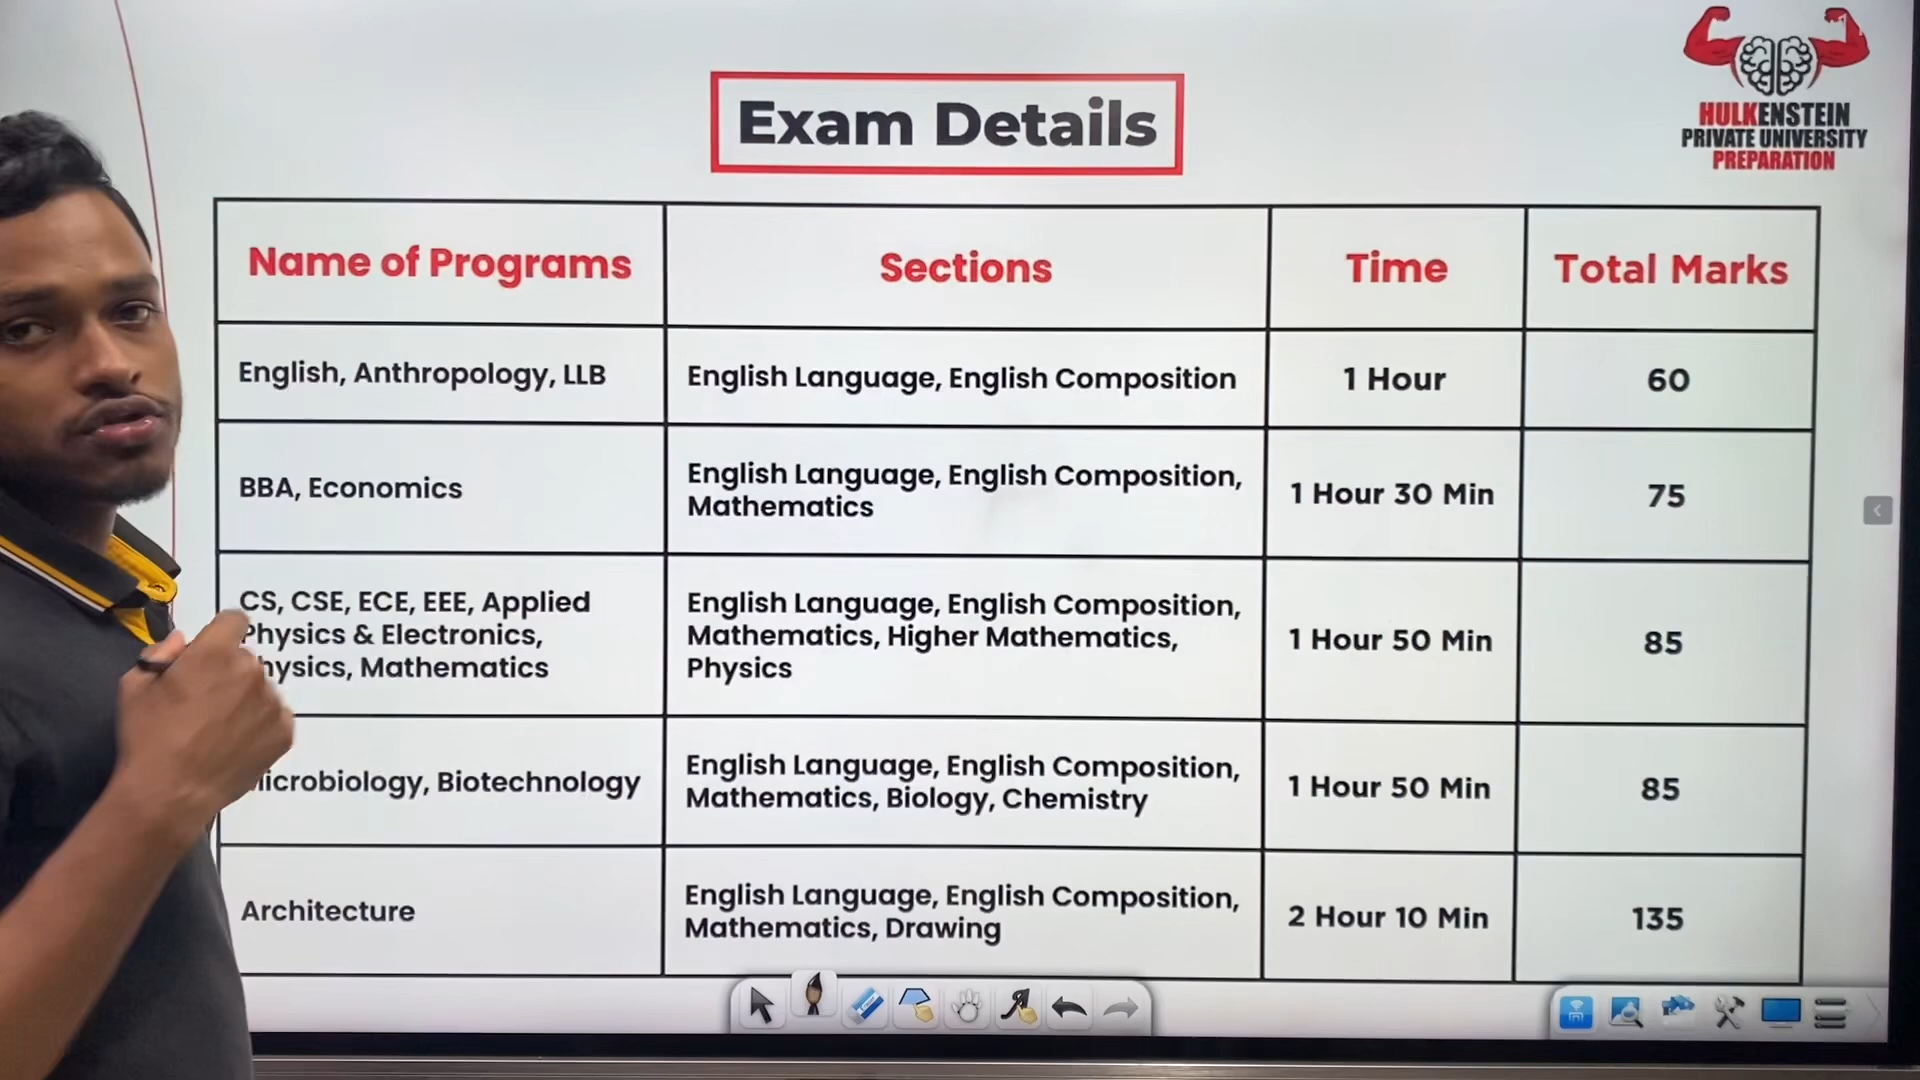 HULKENSTEIN
PRIVATE UNIVERSITY
PREPARATION
Exam Details
Name of Programs
Sections
Time
Total Marks
English, Anthropology, LLB
English Language, English Composition
1 Hour
60
BBA, Economics
English Language, English Composition,
Mathematics
1 Hour 30 Min
75
CS, CSE, ECE, EEE, Applied
Physics & Electronics,
Physics, Mathematics
English Language, English Composition,
Mathematics, Higher Mathematics,
Physics
1 Hour 50 Min
85
Microbiology, Biotechnology
English Language, English Composition,
Mathematics, Biology, Chemistry
1 Hour 50 Min
85
Architecture
English Language, English Composition,
Mathematics, Drawing
2 Hour 10 Min
135